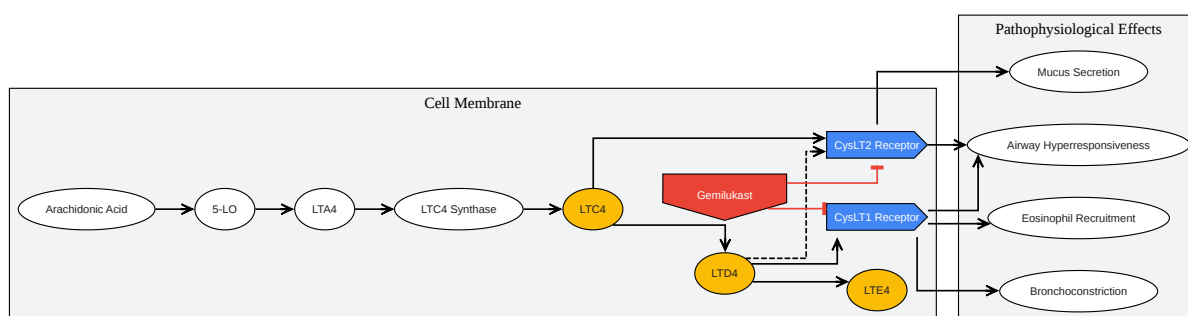 Pathophysiological Effects
Mucus Secretion
Cell Membrane
CysLT2 Receptor
Airway Hyperresponsiveness
Gemilukast
Arachidonic Acid
5-LO
LTA4
LTC4 Synthase
LTC4
CysLT1 Receptor
Eosinophil Recruitment
LTD4
LTE4
Bronchoconstriction